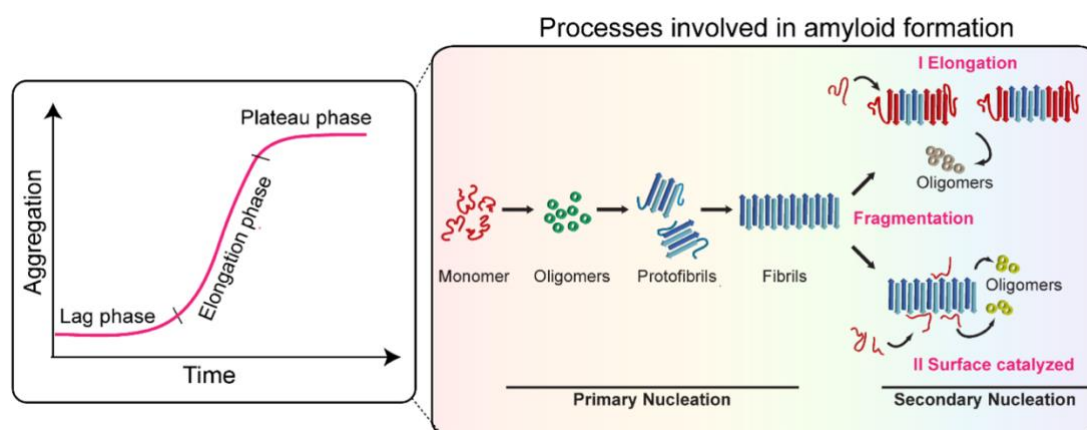 Processes involved in amyloid formation
Aggregation
Lag phase
Elongation phase
Plateau phase
Time
Monomer
Oligomers
Protofibrils
Fibrils
I Elongation
Oligomers
Fragmentation
Oligomers
II Surface catalyzed
Primary Nucleation
Secondary Nucleation